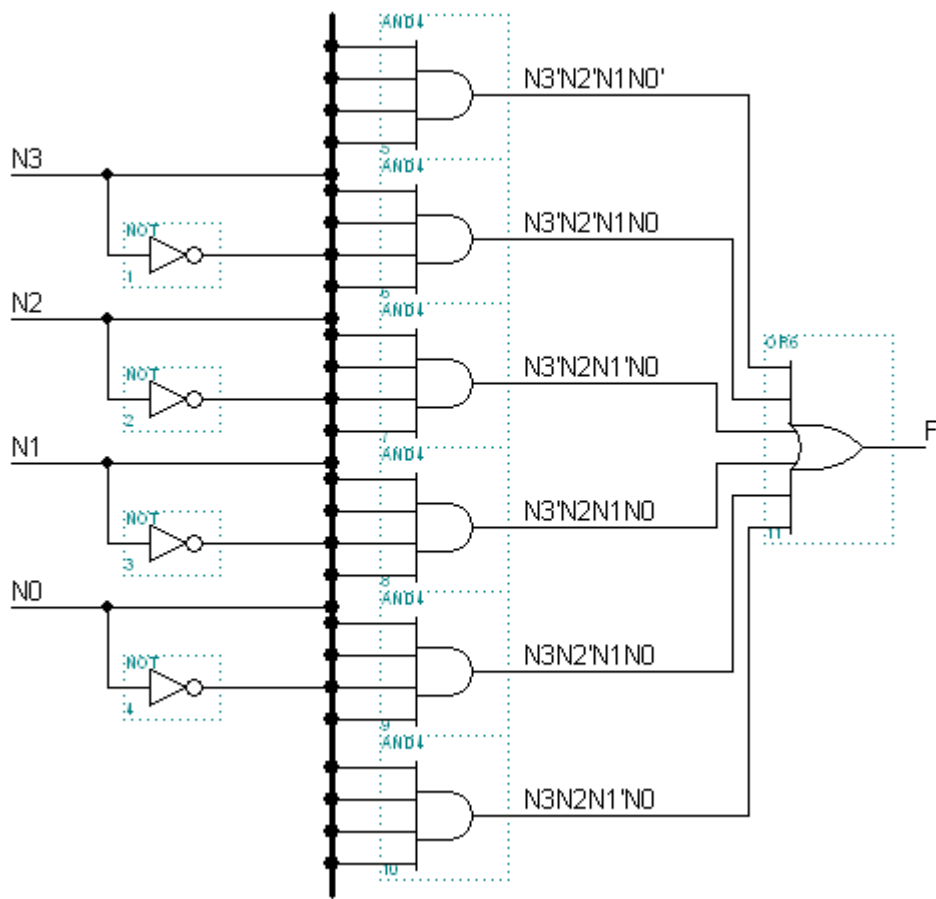 AND4
N3'N2'N1N0'
5
N3
AND4
NOT
N3'N2'N1N0
1
6
N2
AND4
OR6
NOT
N3'N2N1'N0
2
7
F
N1
AND4
NOT
N3'N2N1N0
11
3
8
N0
AND4
NOT
N3N2'N1N0
4
9
AND4
N3N2N1'N0
10